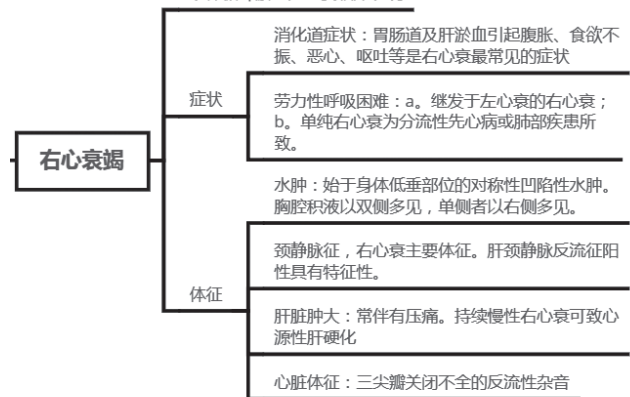 消化道症状：胃肠道及肝淤血引起腹胀、食欲不
振、恶心、呕吐等是右心衰最常见的症状
症状
劳力性呼吸困难：a。继发于左心衰的右心衰；
b。单纯右心衰为分流性先心病或肺部疾患所
致。
右心衰竭
水肿：始于身体低垂部位的对称性凹陷性水肿。
胸腔积液以双侧多见，单侧者以右侧多见。
颈静脉征，右心衰主要体征。肝颈静脉反流征阳
性具有特征性。
体征
肝脏肿大：常伴有压痛。持续慢性右心衰可致心
源性肝硬化
心脏体征：三尖瓣关闭不全的反流性杂音